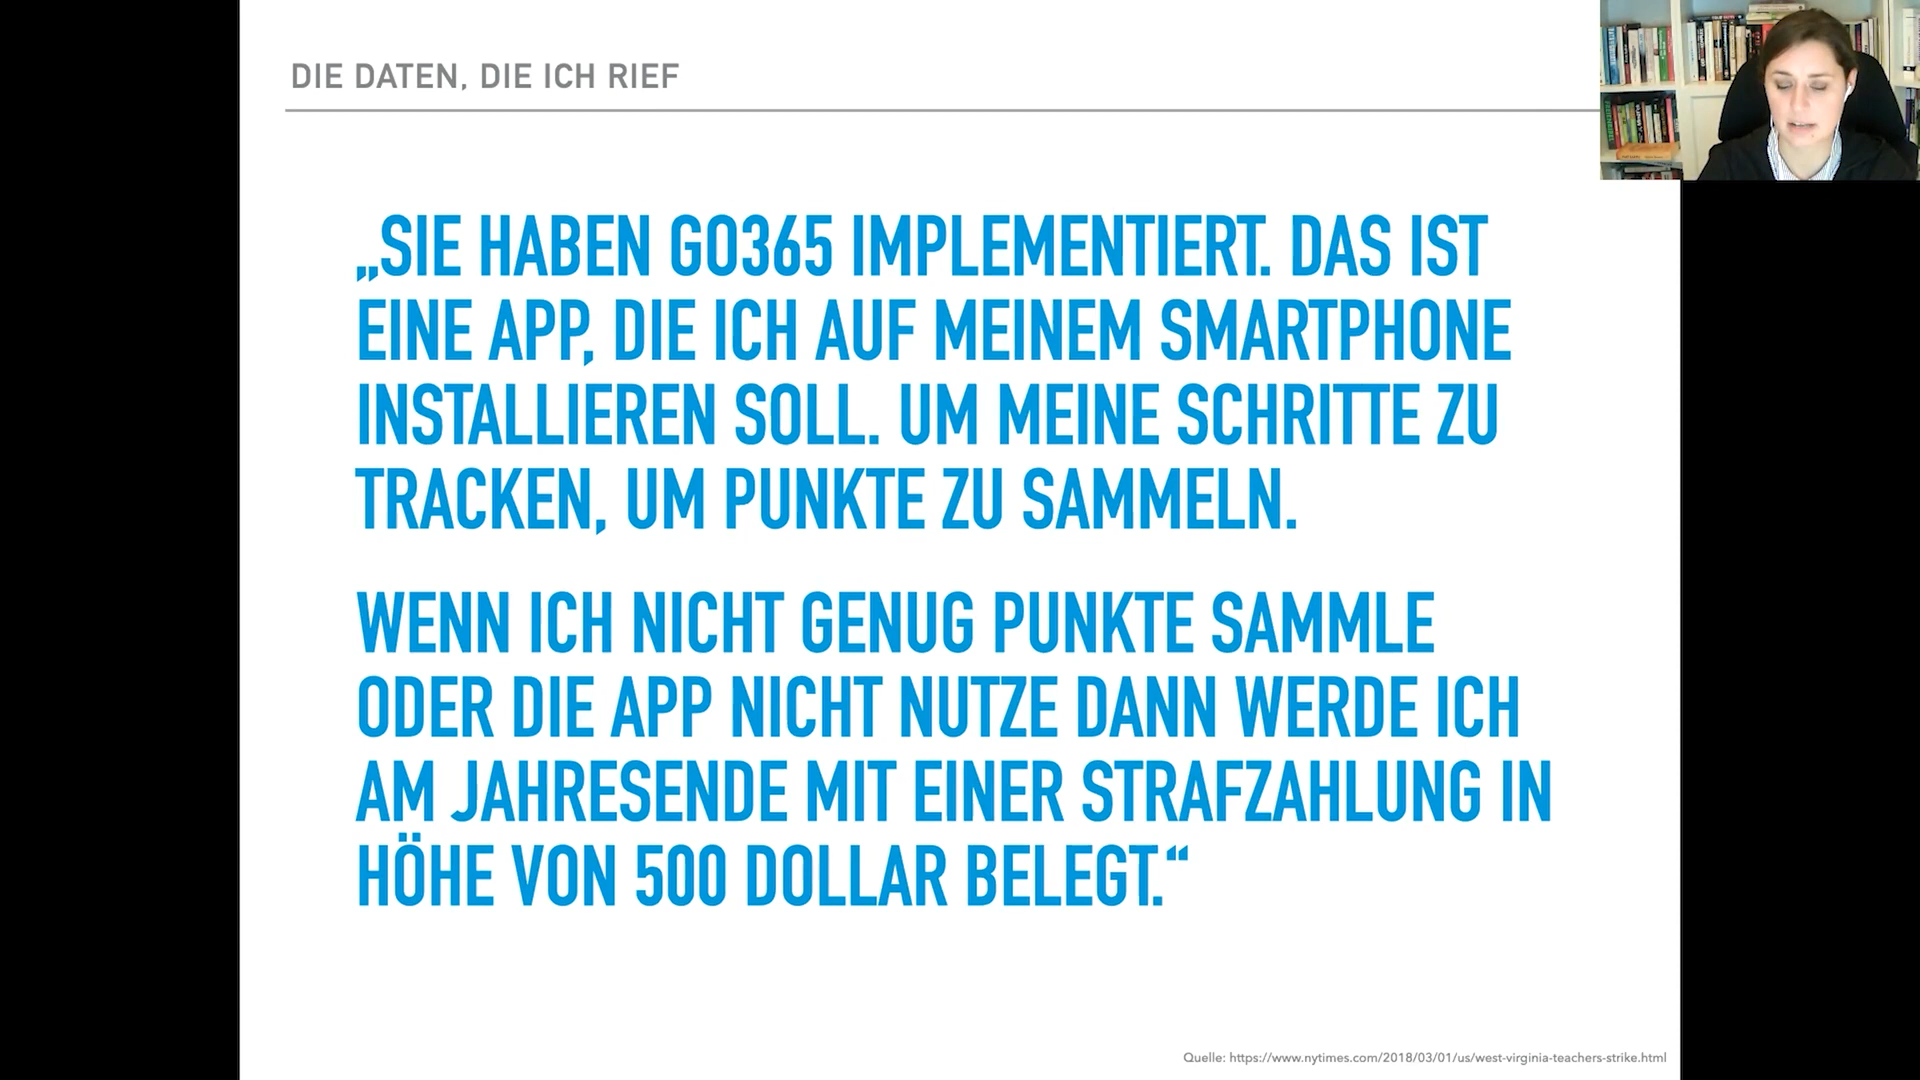 DIE DATEN, DIE ICH RIEF
„SIE HABEN GO365 IMPLEMENTIERT. DAS IST
EINE APP, DIE ICH AUF MEINEM SMARTPHONE
INSTALLIEREN SOLL. UM MEINE SCHRITTE ZU
TRACKEN, UM PUNKTE ZU SAMMELN.
WENN ICH NICHT GENUG PUNKTE SAMMLE
ODER DIE APP NICHT NUTZE DANN WERDE ICH
AM JAHRESENDE MIT EINER STRAFZAHLUNG IN
HÖHE VON 500 DOLLAR BELEGT.“
Quelle: https://www.nytimes.com/2018/03/01/us/west-virginia-teachers-strike.html